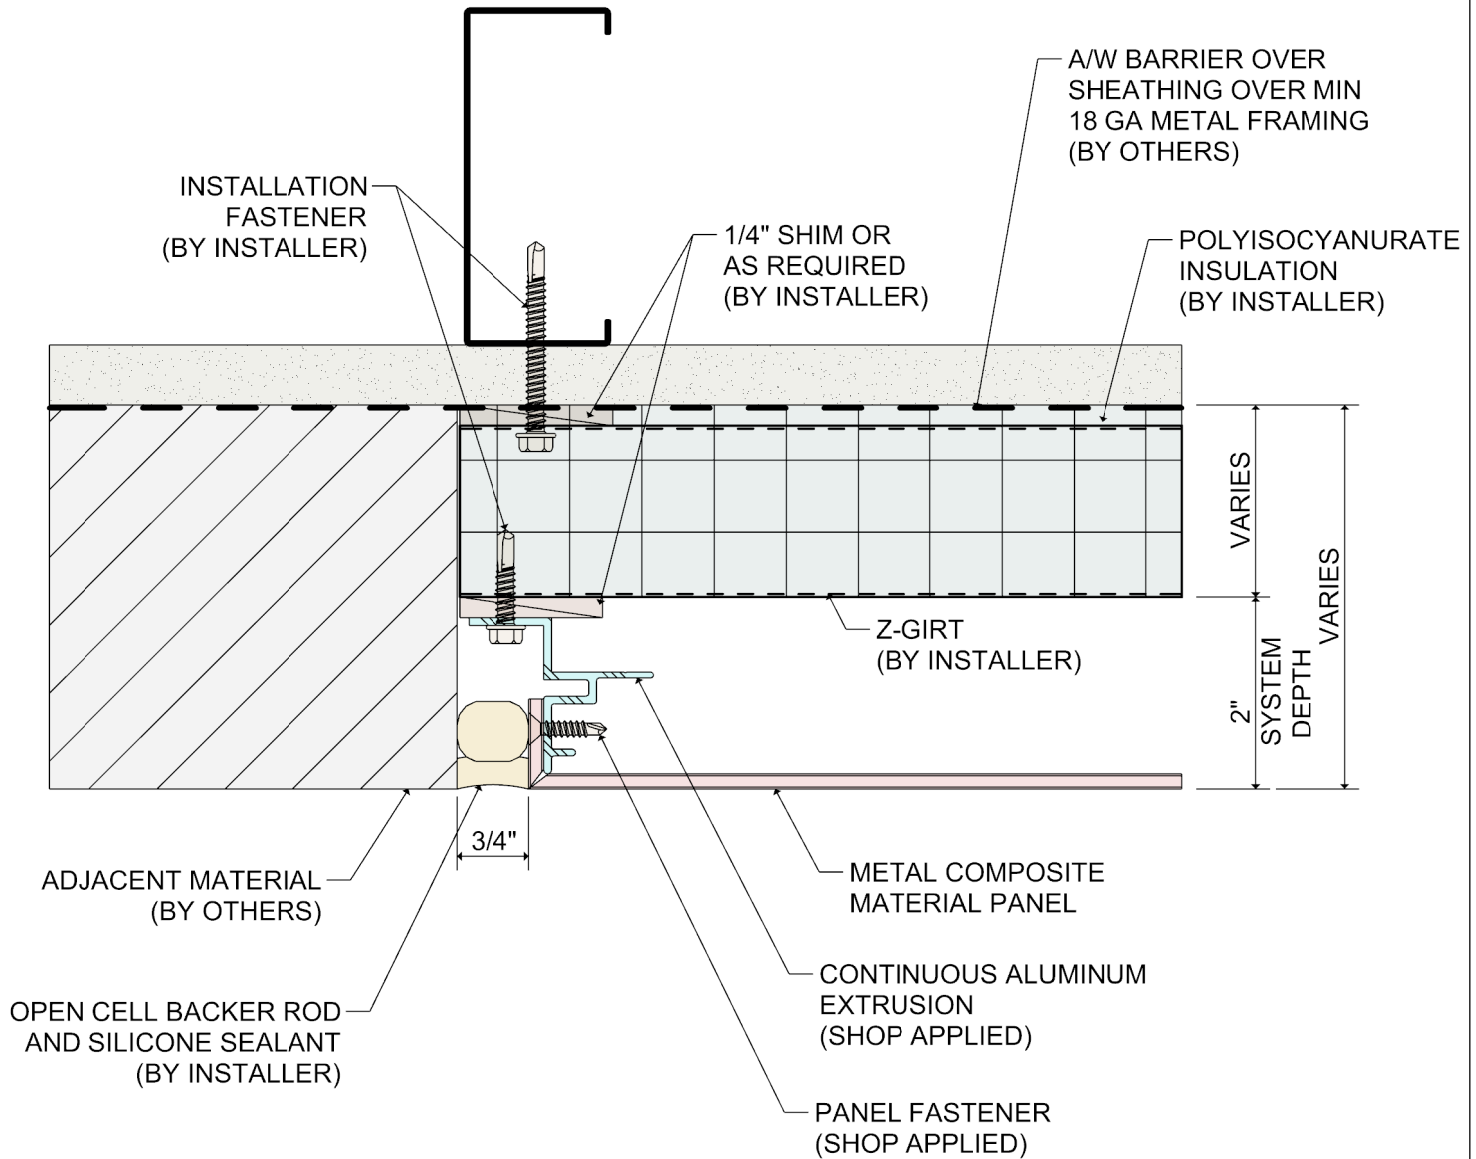 A/W BARRIER OVER
SHEATHING OVER MIN
18 GA METAL FRAMING
(BY OTHERS)
INSTALLATION
FASTENER
(BY INSTALLER)
1/4" SHIM OR
AS REQUIRED
(BY INSTALLER)
POLYISOCYANURATE
INSULATION
(BY INSTALLER)
VARIES
VARIES
2"
SYSTEM
DEPTH
Z-GIRT
(BY INSTALLER)
3/4"
ADJACENT MATERIAL
(BY OTHERS)
METAL COMPOSITE
MATERIAL PANEL
OPEN CELL BACKER ROD
AND SILICONE SEALANT
(BY INSTALLER)
CONTINUOUS ALUMINUM
EXTRUSION
(SHOP APPLIED)
PANEL FASTENER
(SHOP APPLIED)